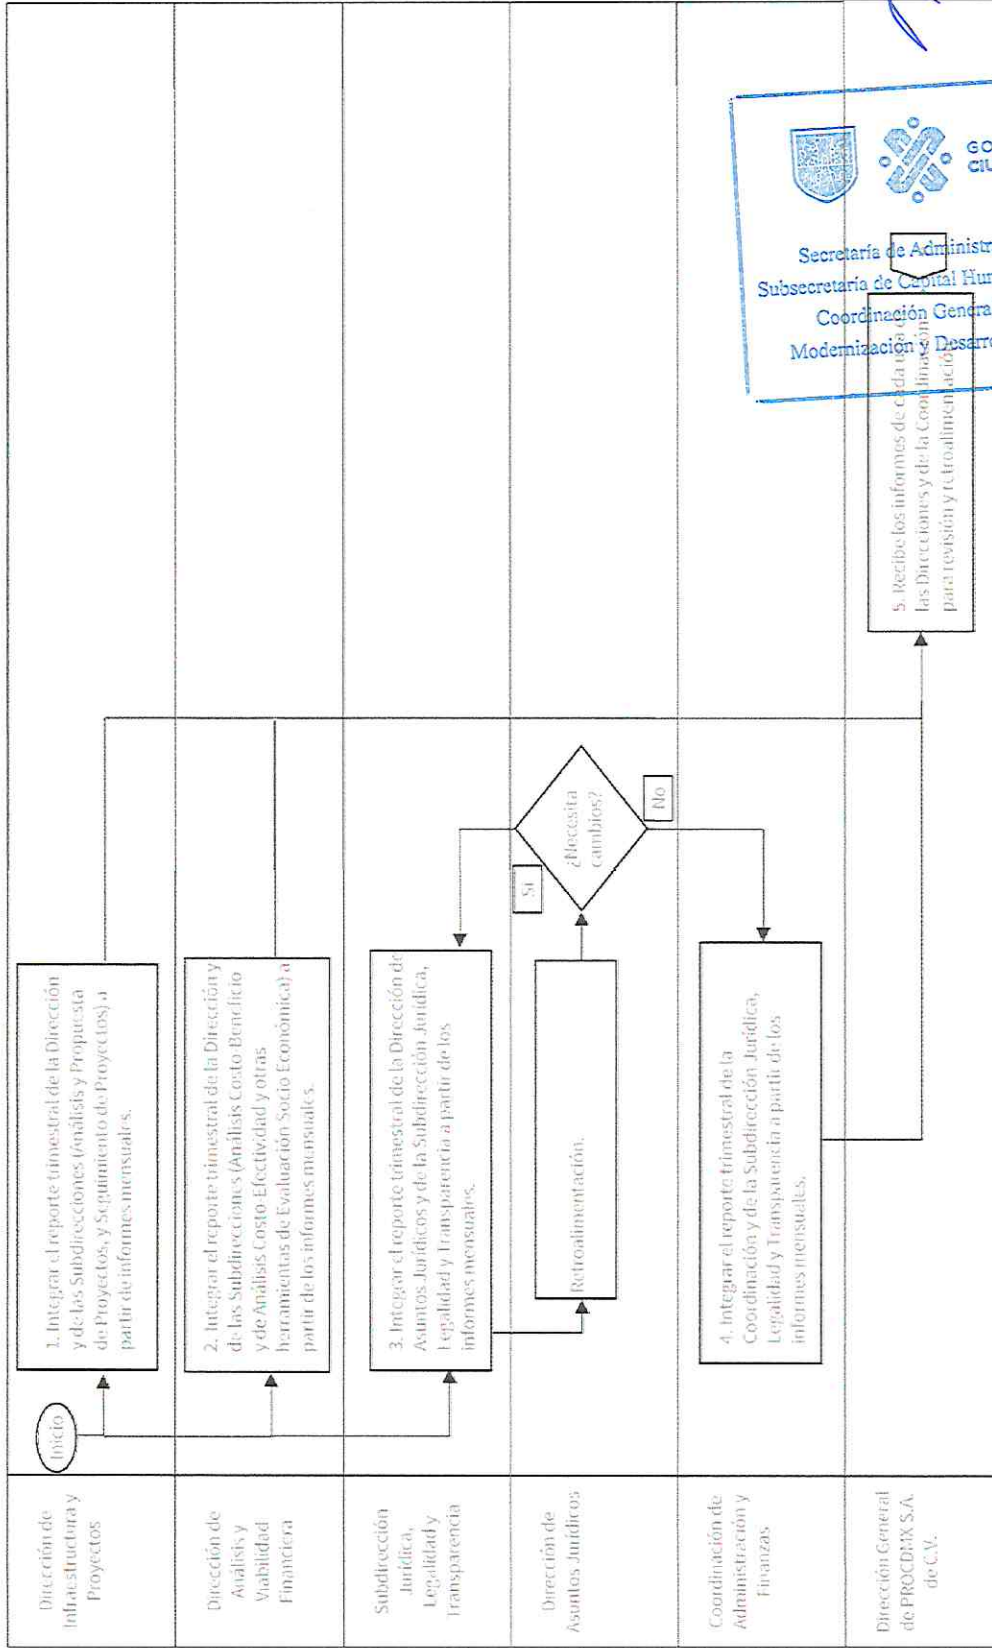 Dirección de
Infraestructura y
Proyectos
Inicio
1. Integrar el reporte trimestral de la Dirección
y de las Subdirecciones (Análisis y Propuesta
de Proyectos, y Seguimiento de Proyectos) a
partir de informes mensuales.
Dirección de
Análisis y
Viabilidad
Financiera
2. Integrar el reporte trimestral de la Dirección y
de las Subdirecciones (Análisis Costo Beneficio
y de Análisis Costo-Efectividad y otras
herramientas de Evaluación Socio Económica) a
partir de los informes mensuales.
Subdirección
Jurídica,
Legalidad y
Transparencia
3. Integrar el reporte trimestral de la Dirección de
Asuntos Jurídicos y de la Subdirección Jurídica,
Legalidad y Transparencia a partir de los
informes mensuales.
Dirección de
Asuntos Jurídicos
Retroalimentación.
¿Necesita
cambios?
Si
No
Coordinación de
Administración y
Finanzas
4. Integrar el reporte trimestral de la
Coordinación y de la Subdirección Jurídica,
Legalidad y Transparencia a partir de los
informes mensuales.
Dirección General
de PROCDMX S.A.
de C.V.
5. Recibe los informes de cada una
las Direcciones y de la Coordinación
para revisión y retroalimentación
GO
CIU
Secretaría de Administr
Subsecretaría de Capital Hum
Coordinación Genera
Modernización y Desarro